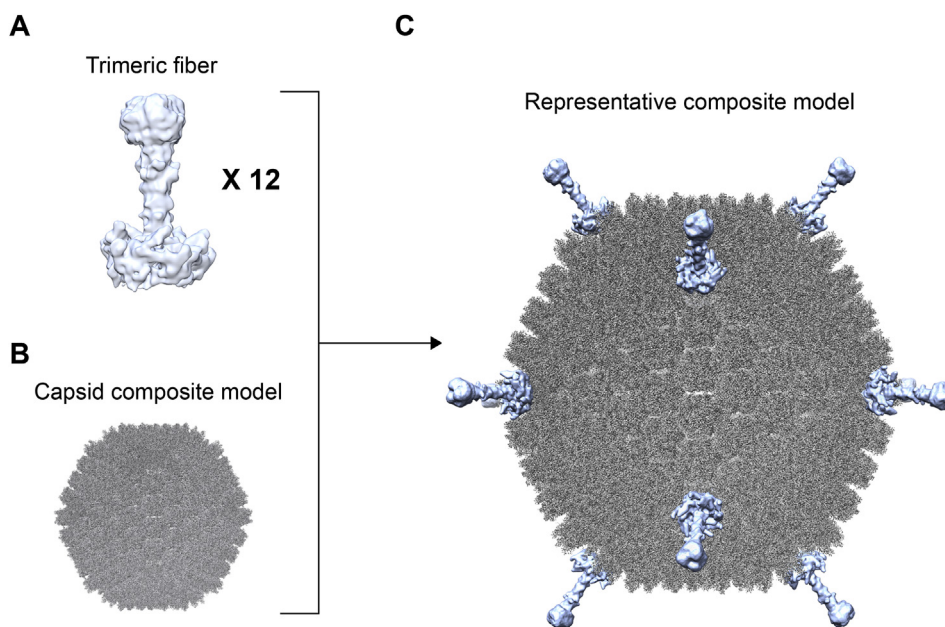 A
Trimeric fiber
X 12
B
Capsid composite model
C
Representative composite model